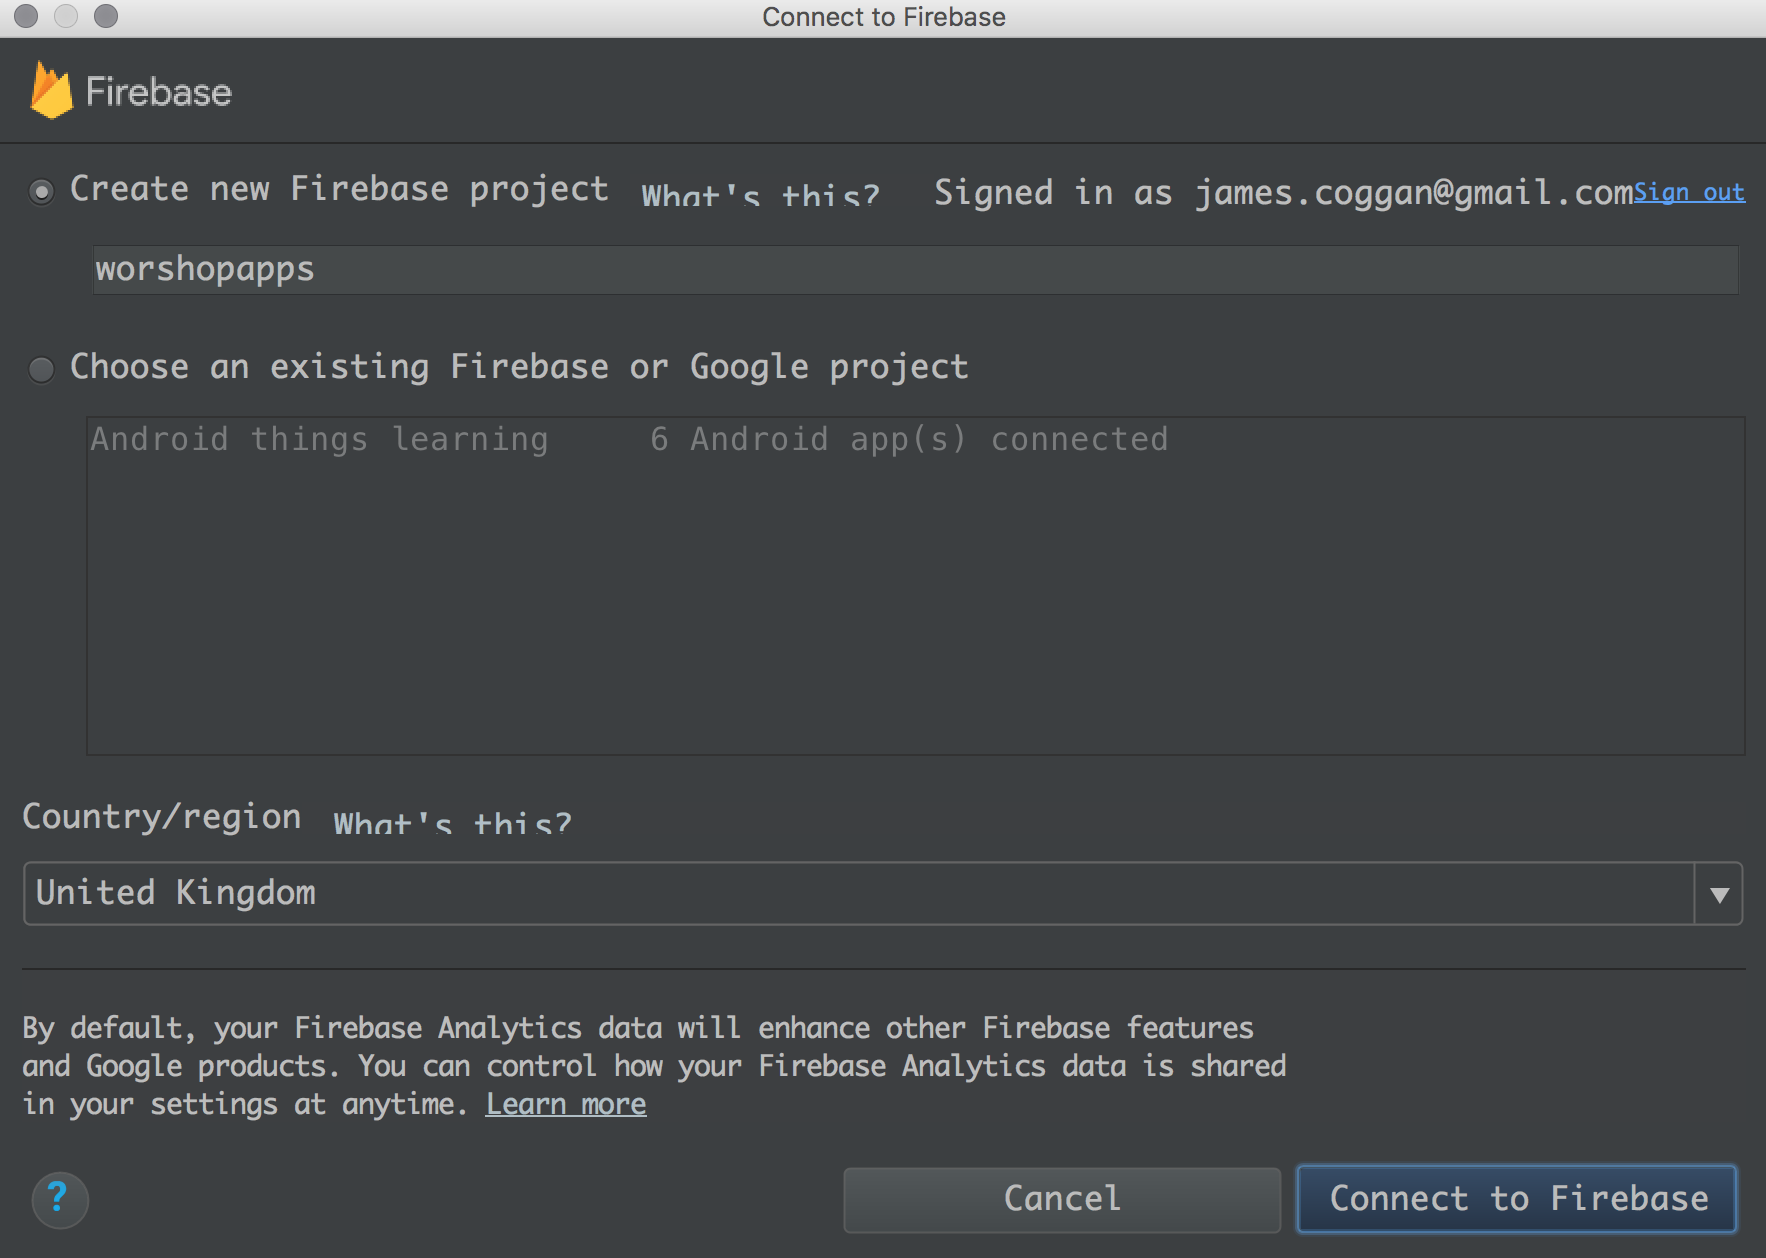 Connect to Firebase
Firebase
Create new Firebase project What's this? Signed in as james.coggan@gmail.com Sign out
worshopapps
Choose an existing Firebase or Google project
Android things learning 6 Android app(s) connected
Country/region What's this?
United Kingdom
By default, your Firebase Analytics data will enhance other Firebase features
and Google products. You can control how your Firebase Analytics data is shared
in your settings at anytime. Learn more
? Cancel Connect to Firebase